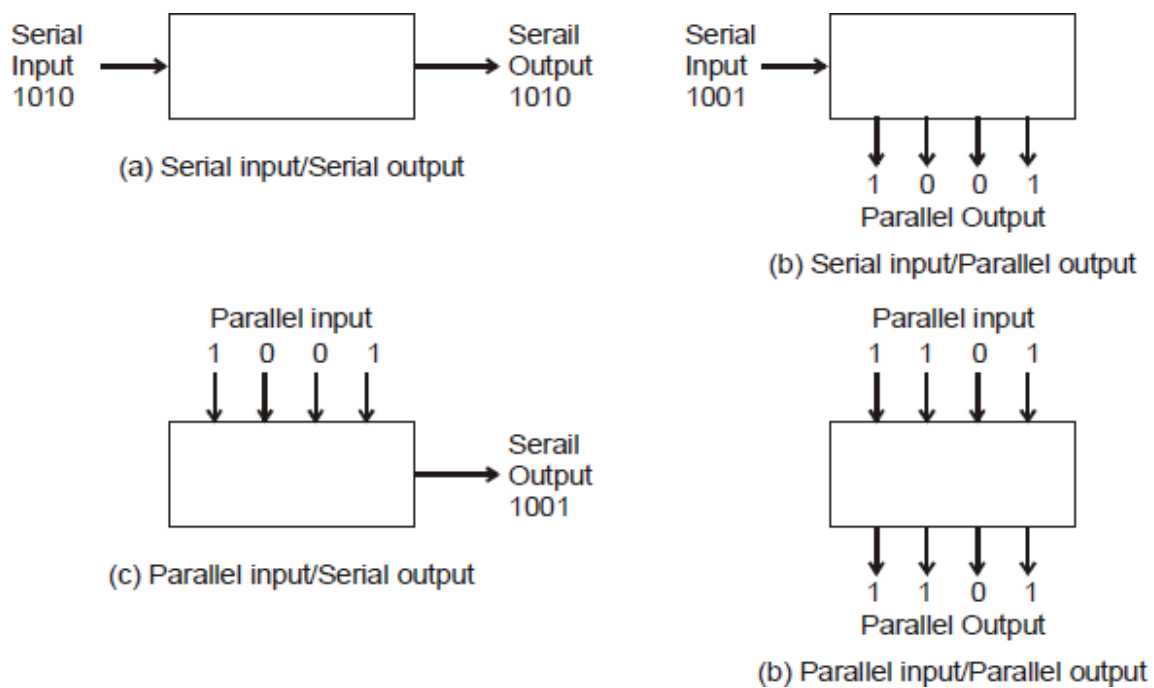 Serial
Input
1010
Serail
Output
1010
(a) Serial input/Serial output
Serial
Input
1001
1 0 0 1
Parallel Output
(b) Serial input/Parallel output
Parallel input
1 0 0 1
Serail
Output
1001
(c) Parallel input/Serial output
Parallel input
1 1 0 1
1 1 0 1
Parallel Output
(b) Parallel input/Parallel output